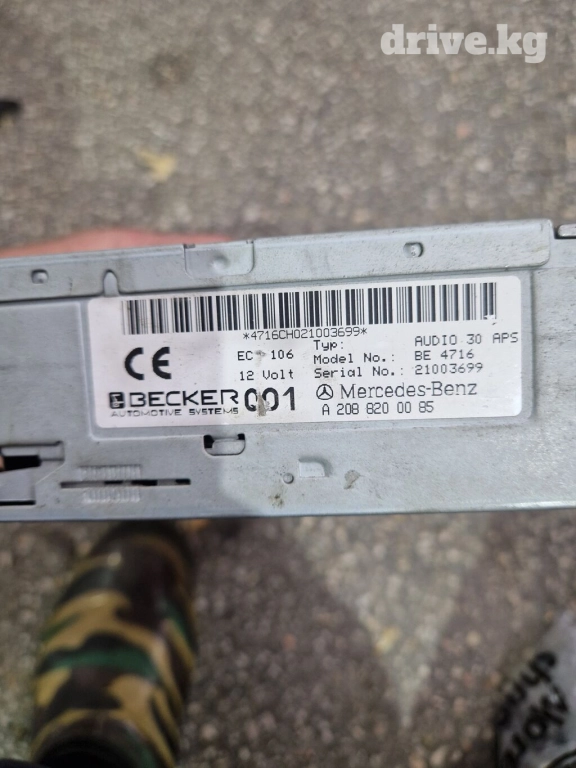 drive.kg
*4716CH021003699*
Typ: AUDIO 30 APS
EC 106 Model No.: BE 4716
12 Volt Serial No.: 21003699
CE
BECKER 001 Mercedes-Benz
AUTOMOTIVE SYSTEMS A 208 820 00 85